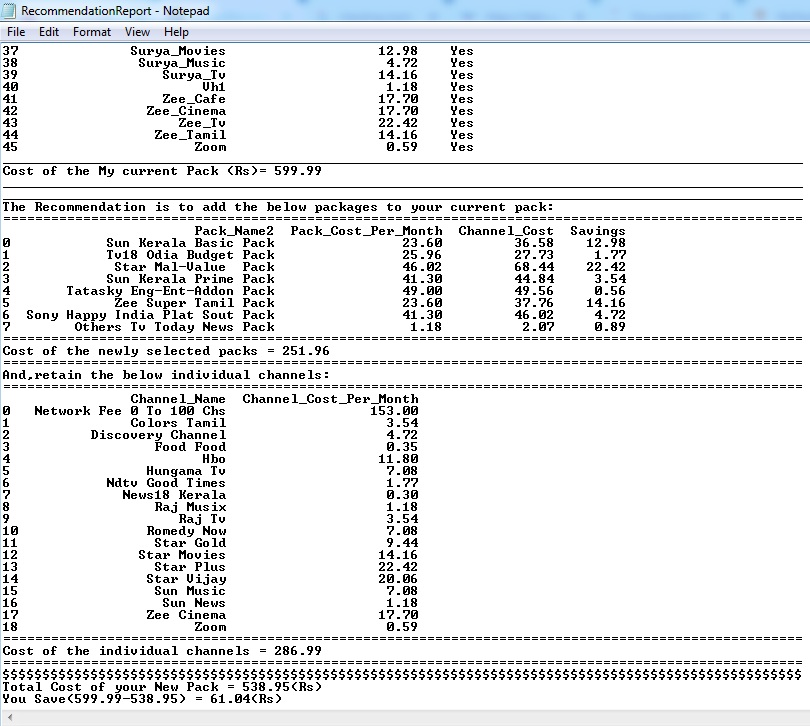 RecommendationReport - Notepad
File Edit Format View Help
37 Surya_Movies 12.98 Yes
38 Surya_Music 4.72 Yes
39 Surya_Tv 14.16 Yes
40 Vh1 1.18 Yes
41 Zee_Cafe 17.70 Yes
42 Zee_Cinema 17.70 Yes
43 Zee_Tv 22.42 Yes
44 Zee_Tamil 14.16 Yes
45 Zoom 0.59 Yes
Cost of the My current Pack (Rs)= 599.99
The Recommendation is to add the below packages to your current pack:
====================================================================================================
Pack_Name2 Pack_Cost_Per_Month Channel_Cost Savings
0 Sun Kerala Basic Pack 23.60 36.58 12.98
1 Tv18 Odia Budget Pack 25.96 27.73 1.77
2 Star Mal-Value Pack 46.02 68.44 22.42
3 Sun Kerala Prime Pack 41.30 44.84 3.54
4 Tatasky Eng-Ent-Addon Pack 49.00 49.56 0.56
5 Zee Super Tamil Pack 23.60 37.76 14.16
6 Sony Happy India Plat Sout Pack 41.30 46.02 4.72
7 Others Tv Today News Pack 1.18 2.07 0.89
====================================================================================================
Cost of the newly selected packs = 251.96
====================================================================================================
And,retain the below individual channels:
====================================================================================================
Channel_Name Channel_Cost_Per_Month
0 Network Fee 0 To 100 Chs 153.00
1 Colors Tamil 3.54
2 Discovery Channel 4.72
3 Food Food 0.35
4 Hbo 11.80
5 Hungama Tv 7.08
6 Ndtv Good Times 1.77
7 News18 Kerala 0.30
8 Raj Musix 1.18
9 Raj Tv 3.54
10 Romedy Now 7.08
11 Star Gold 9.44
12 Star Movies 14.16
13 Star Plus 22.42
14 Star Vijay 20.06
15 Sun Music 7.08
16 Sun News 1.18
17 Zee Cinema 17.70
18 Zoom 0.59
====================================================================================================
Cost of the individual channels = 286.99
====================================================================================================
$$$$$$$$$$$$$$$$$$$$$$$$$$$$$$$$$$$$$$$$$$$$$$$$$$$$$$$$$$$$$$$$$$$$$$$$$$$$$$$$$$$$$$$$$$$$$$$$$$$$
Total Cost of your New Pack = 538.95(Rs)
You Save(599.99-538.95) = 61.04(Rs)